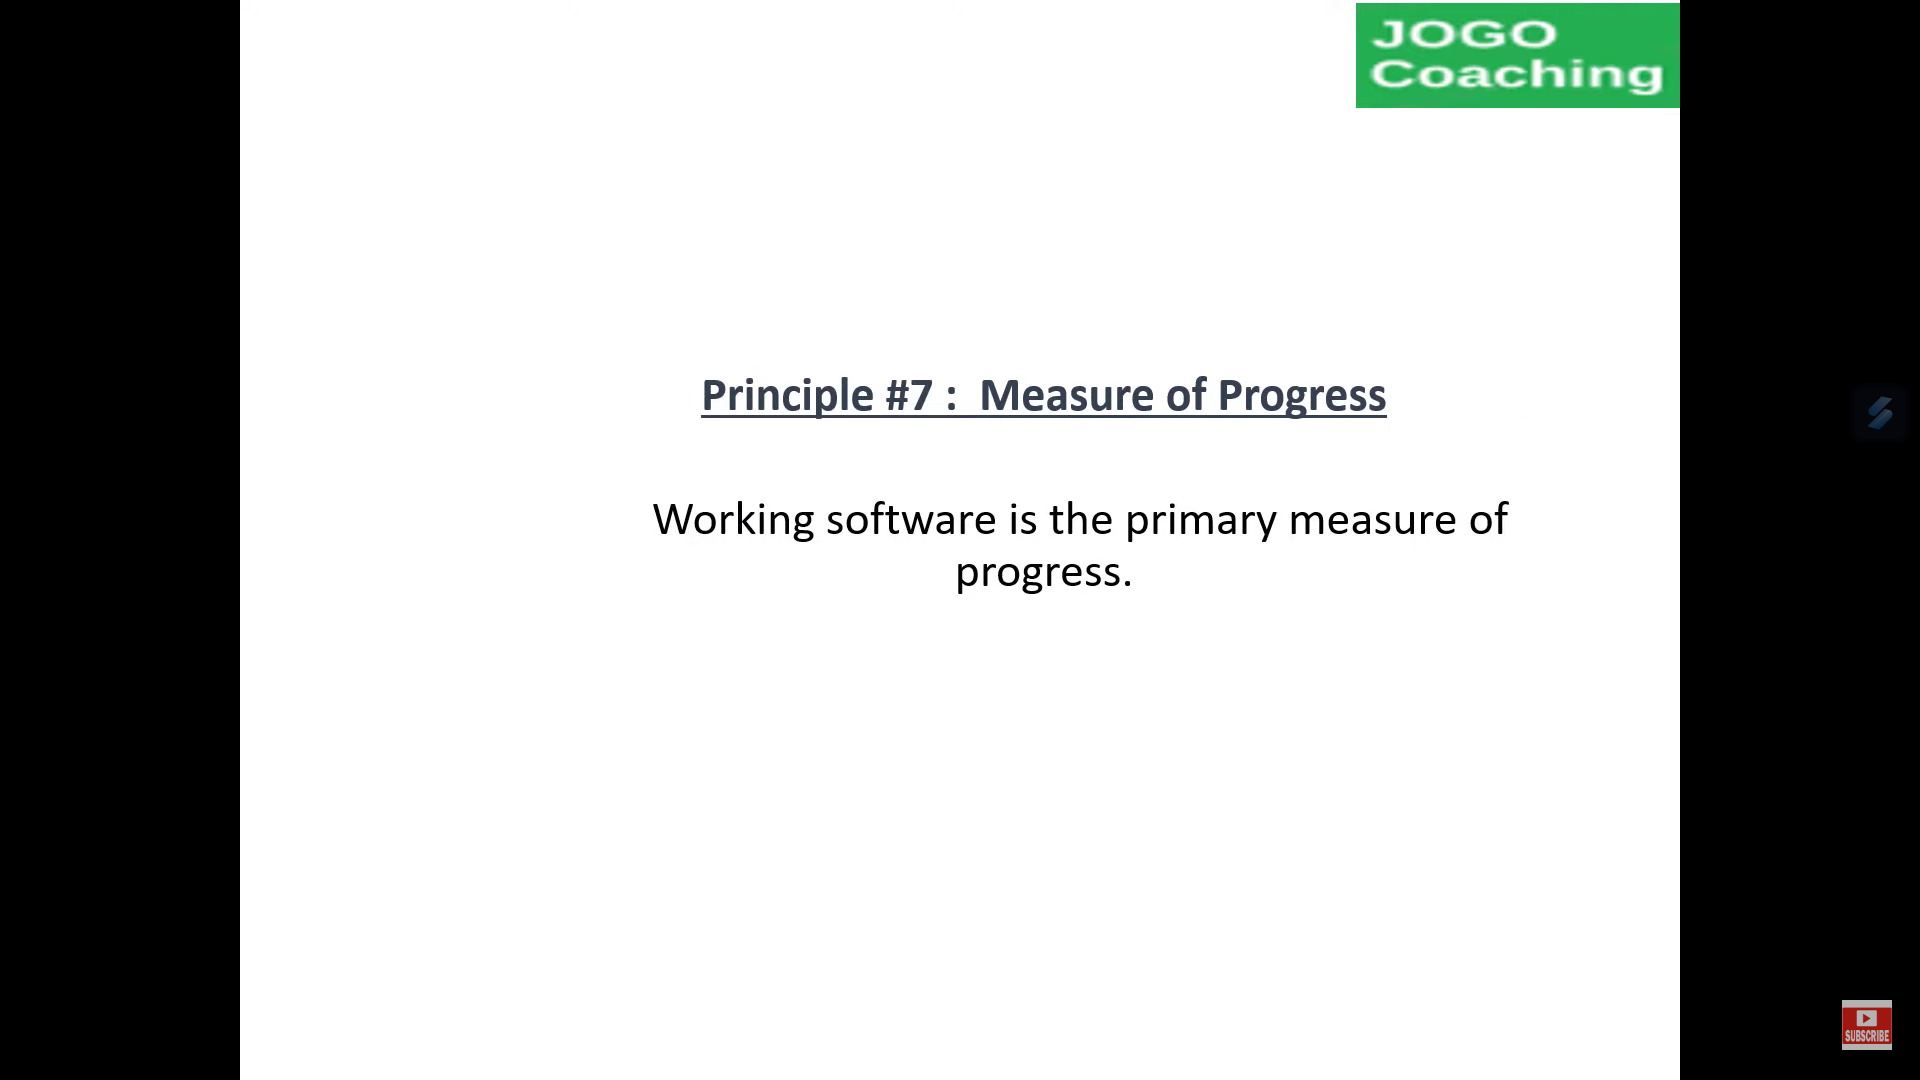 JOGO
Coaching
Principle #7 :  Measure of Progress
Working software is the primary measure of
progress.
SUBSCRIBE